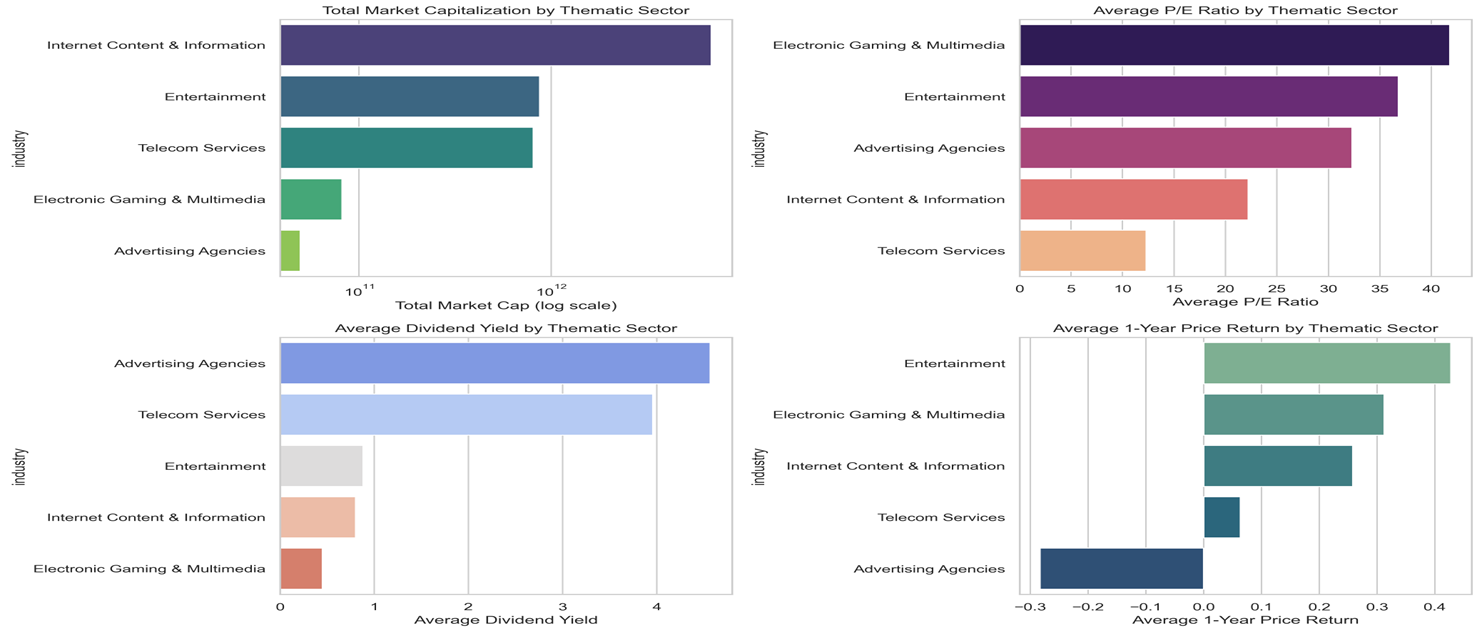 Total Market Capitalization by Thematic Sector
industry
Internet Content & Information
Entertainment
Telecom Services
Electronic Gaming & Multimedia
Advertising Agencies
10¹¹ 10¹²
Total Market Cap (log scale)
Average P/E Ratio by Thematic Sector
industry
Electronic Gaming & Multimedia
Entertainment
Advertising Agencies
Internet Content & Information
Telecom Services
0 5 10 15 20 25 30 35 40
Average P/E Ratio
Average Dividend Yield by Thematic Sector
industry
Advertising Agencies
Telecom Services
Entertainment
Internet Content & Information
Electronic Gaming & Multimedia
0 1 2 3 4
Average Dividend Yield
Average 1-Year Price Return by Thematic Sector
industry
Entertainment
Electronic Gaming & Multimedia
Internet Content & Information
Telecom Services
Advertising Agencies
−0.3 −0.2 −0.1 0.0 0.1 0.2 0.3 0.4
Average 1-Year Price Return